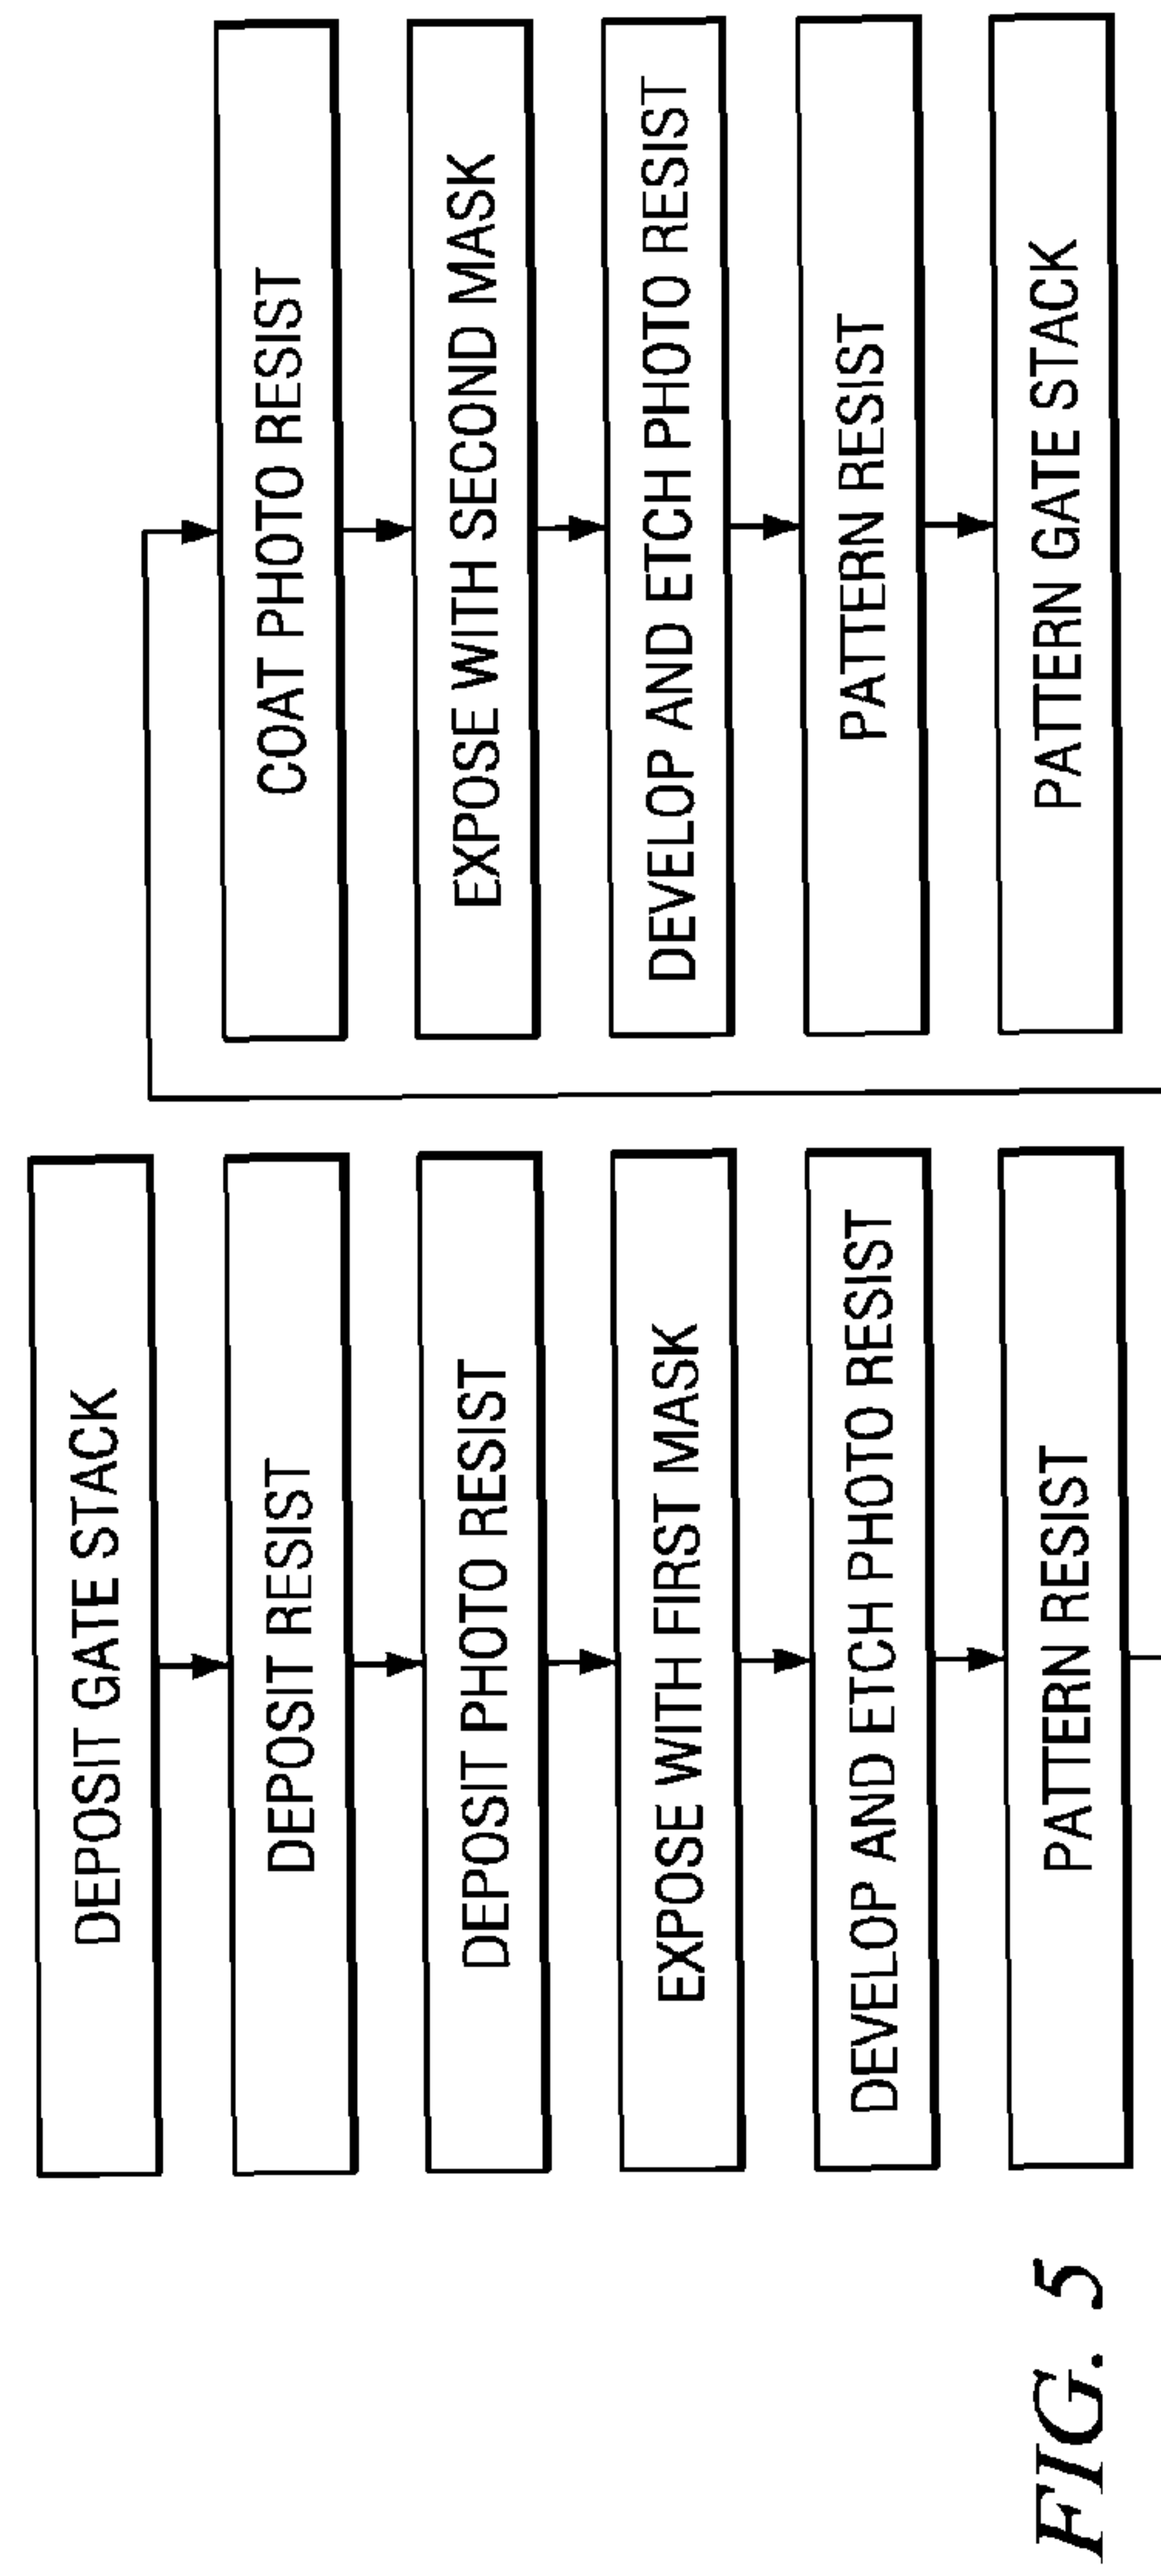 DEPOSIT GATE STACK
DEPOSIT RESIST
DEPOSIT PHOTO RESIST
EXPOSE WITH FIRST MASK
DEVELOP AND ETCH PHOTO RESIST
PATTERN RESIST
COAT PHOTO RESIST
EXPOSE WITH SECOND MASK
DEVELOP AND ETCH PHOTO RESIST
PATTERN RESIST
PATTERN GATE STACK
FIG. 5